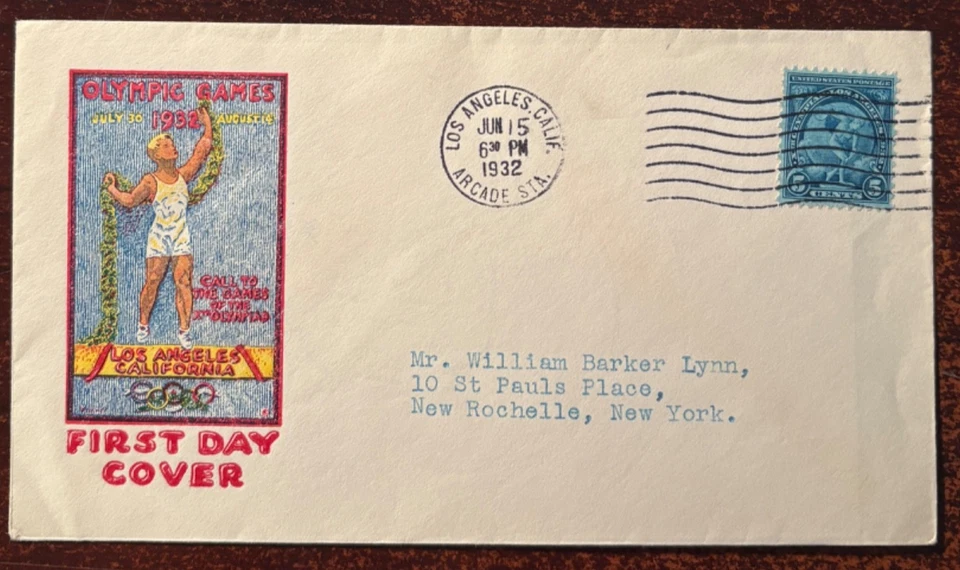 OLYMPIC GAMES
JULY 30 1932 AUGUST 14
CALL TO
THE GAMES
OF THE
Xth OLYMPIAD
LOS ANGELES
CALIFORNIA
FIRST DAY
COVER
LOS ANGELES, CALIF.
JUN 15
6 30 PM
1932
ARCADE STA.
UNITED STATES POSTAGE
5 5
CENTS
Mr. William Barker Lynn,
10 St Pauls Place,
New Rochelle, New York.